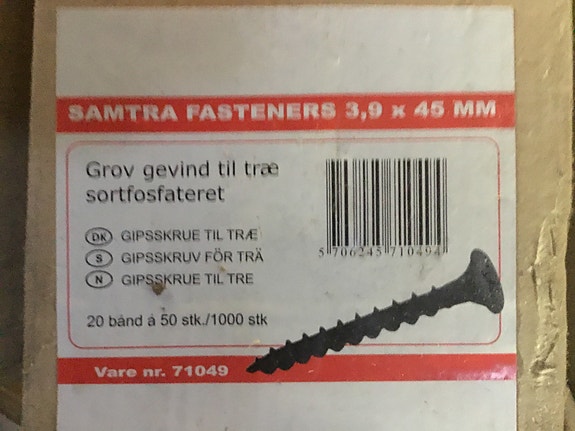 SAMTRA FASTENERS 3,9 x 45 MM
Grov gevind til træ
sortfosfateret
DK GIPSSKRUE TIL TRÆ
S GIPSSKRUV FÖR TRÄ
N GIPSSKRUE TIL TRE
5 706245 710494
20 bånd á 50 stk./1000 stk
Vare nr. 71049